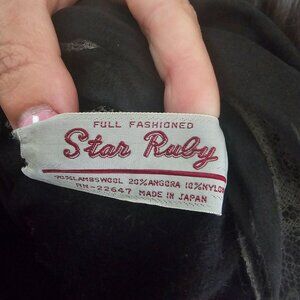 FULL FASHIONED
Star Ruby
70% LAMBSWOOL 20% ANGORA 10% NYLON
RN-22647 MADE IN JAPAN